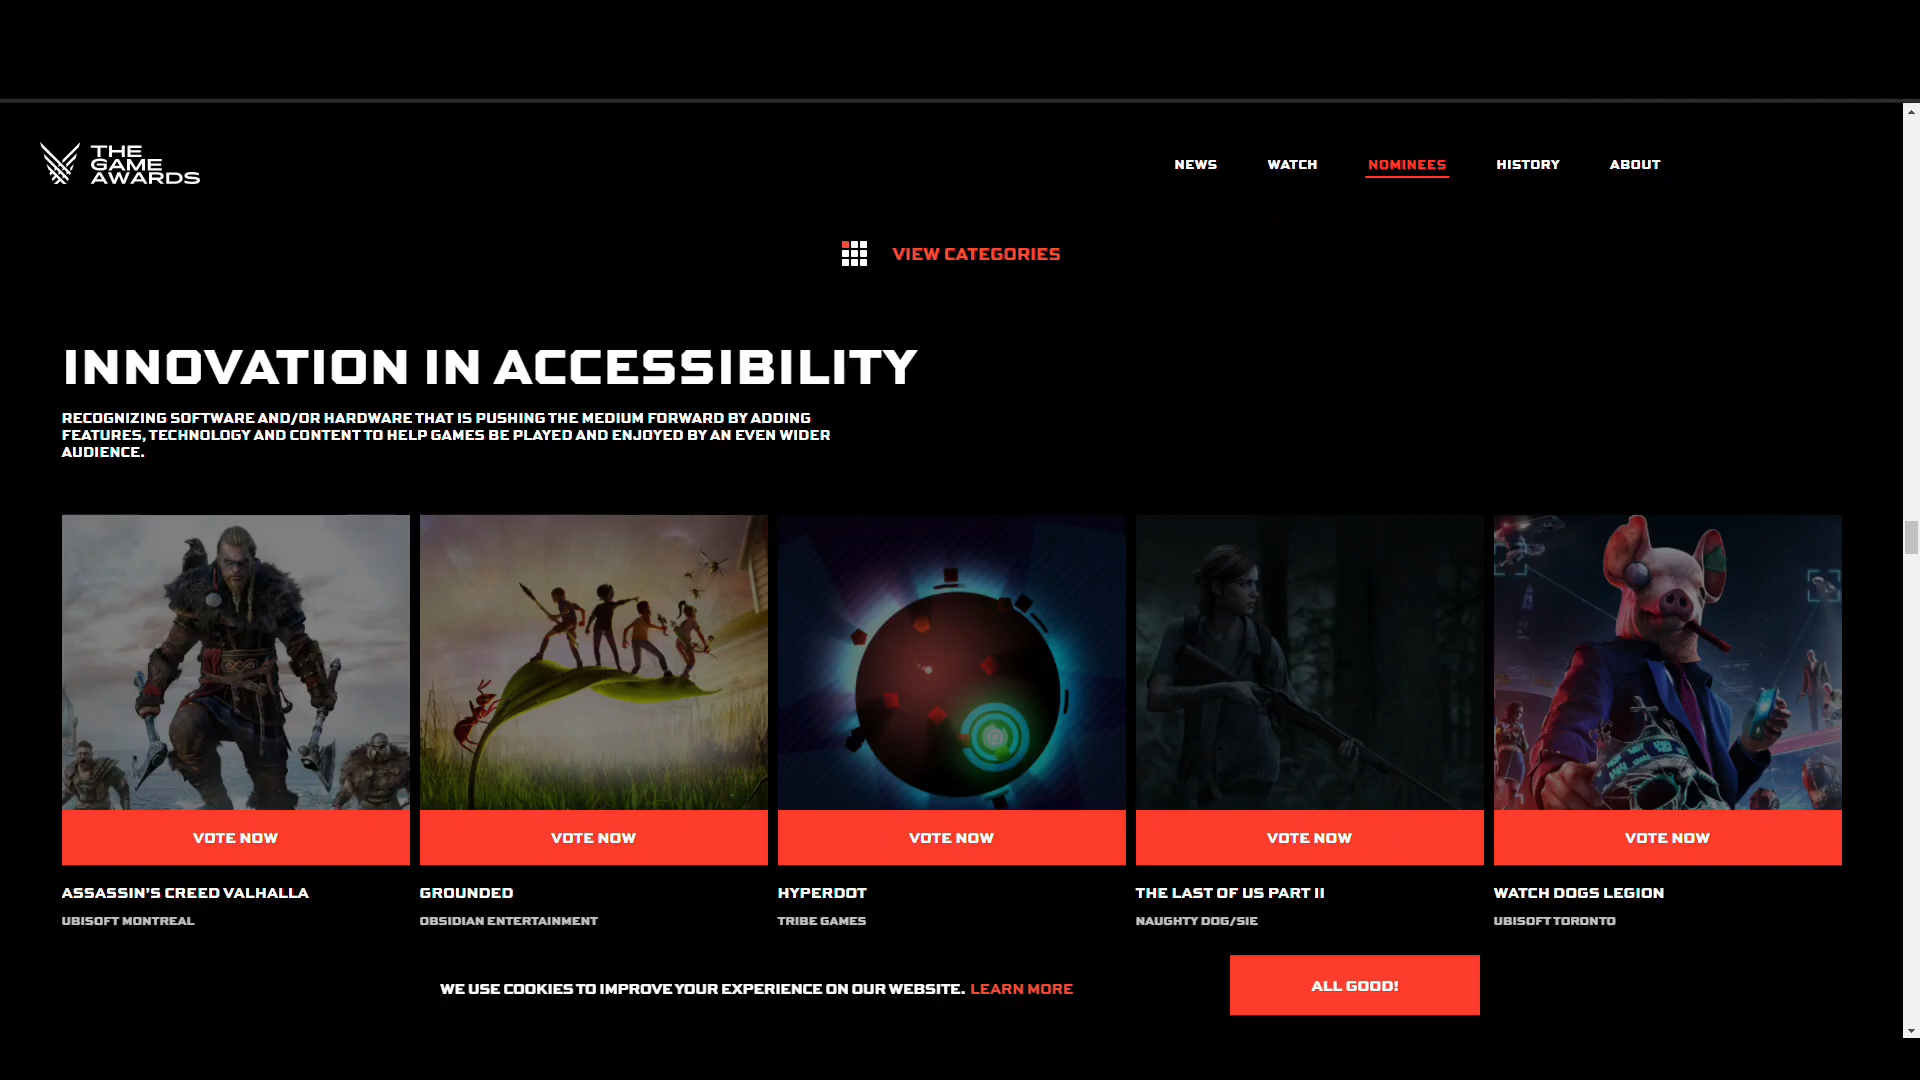 THE
GAME
AWARDS
NEWS
WATCH
NOMINEES
HISTORY
ABOUT
VIEW CATEGORIES
INNOVATION IN ACCESSIBILITY
RECOGNIZING SOFTWARE AND/OR HARDWARE THAT IS PUSHING THE MEDIUM FORWARD BY ADDING
FEATURES, TECHNOLOGY AND CONTENT TO HELP GAMES BE PLAYED AND ENJOYED BY AN EVEN WIDER
AUDIENCE.
VOTE NOW
VOTE NOW
VOTE NOW
VOTE NOW
VOTE NOW
ASSASSIN’S CREED VALHALLA
UBISOFT MONTREAL
GROUNDED
OBSIDIAN ENTERTAINMENT
HYPERDOT
TRIBE GAMES
THE LAST OF US PART II
NAUGHTY DOG/SIE
WATCH DOGS LEGION
UBISOFT TORONTO
WE USE COOKIES TO IMPROVE YOUR EXPERIENCE ON OUR WEBSITE. LEARN MORE
ALL GOOD!